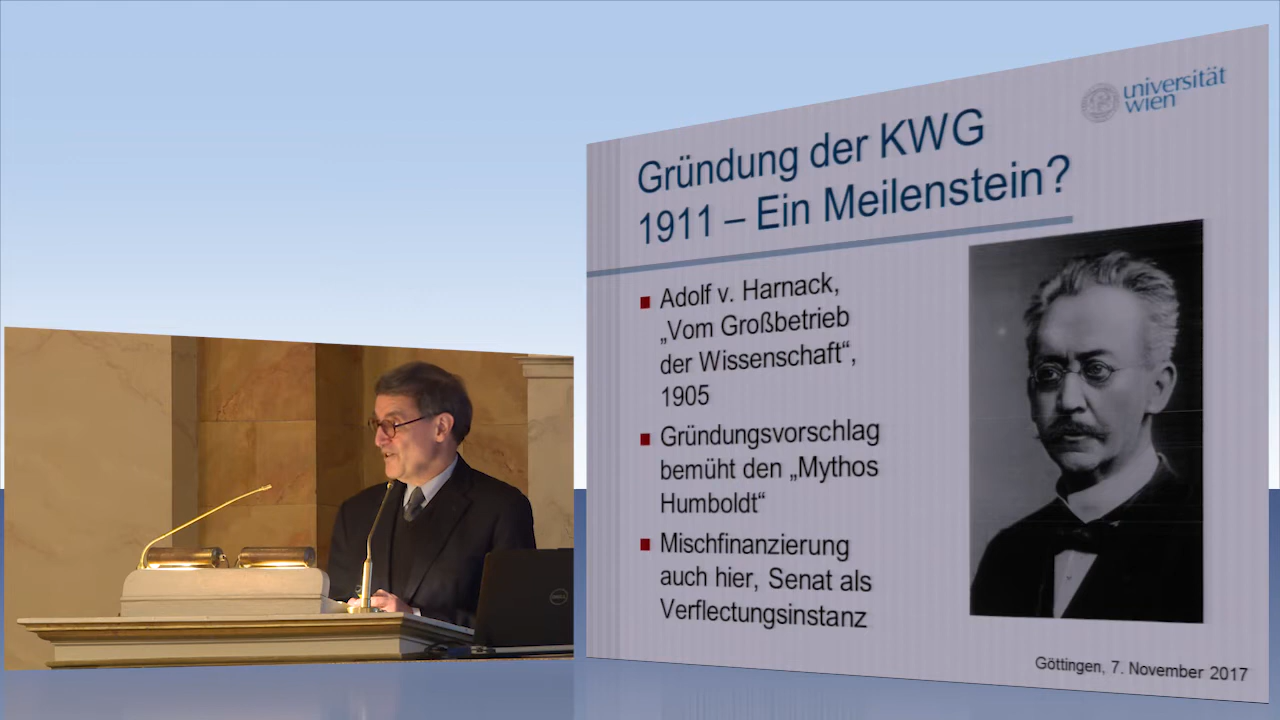 universität
wien
Gründung der KWG
1911 – Ein Meilenstein?
Adolf v. Harnack,
„Vom Großbetrieb
der Wissenschaft“,
1905
Gründungsvorschlag
bemüht den „Mythos
Humboldt“
Mischfinanzierung
auch hier, Senat als
Verflectungsinstanz
Göttingen, 7. November 2017
DELL